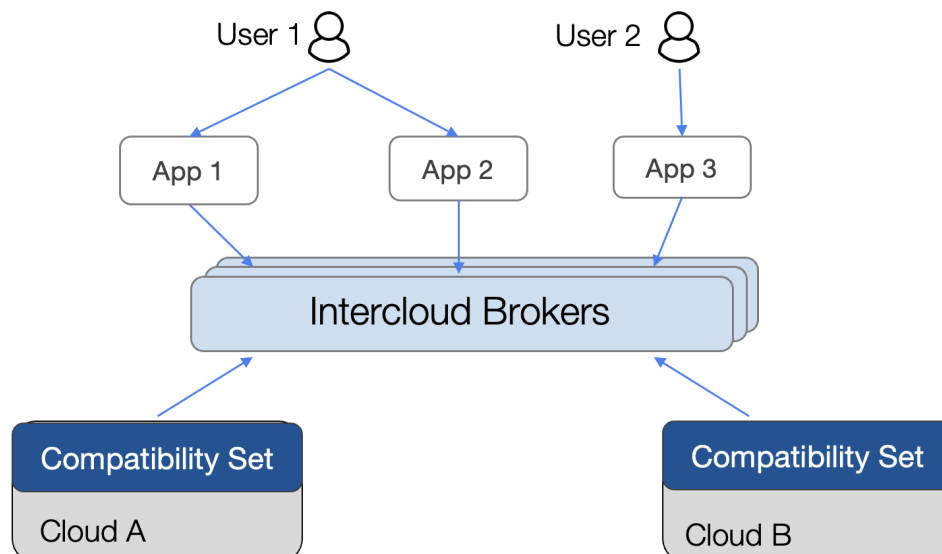 User 1
User 2
App 1
App 2
App 3
Intercloud Brokers
Compatibility Set
Compatibility Set
Cloud A
Cloud B